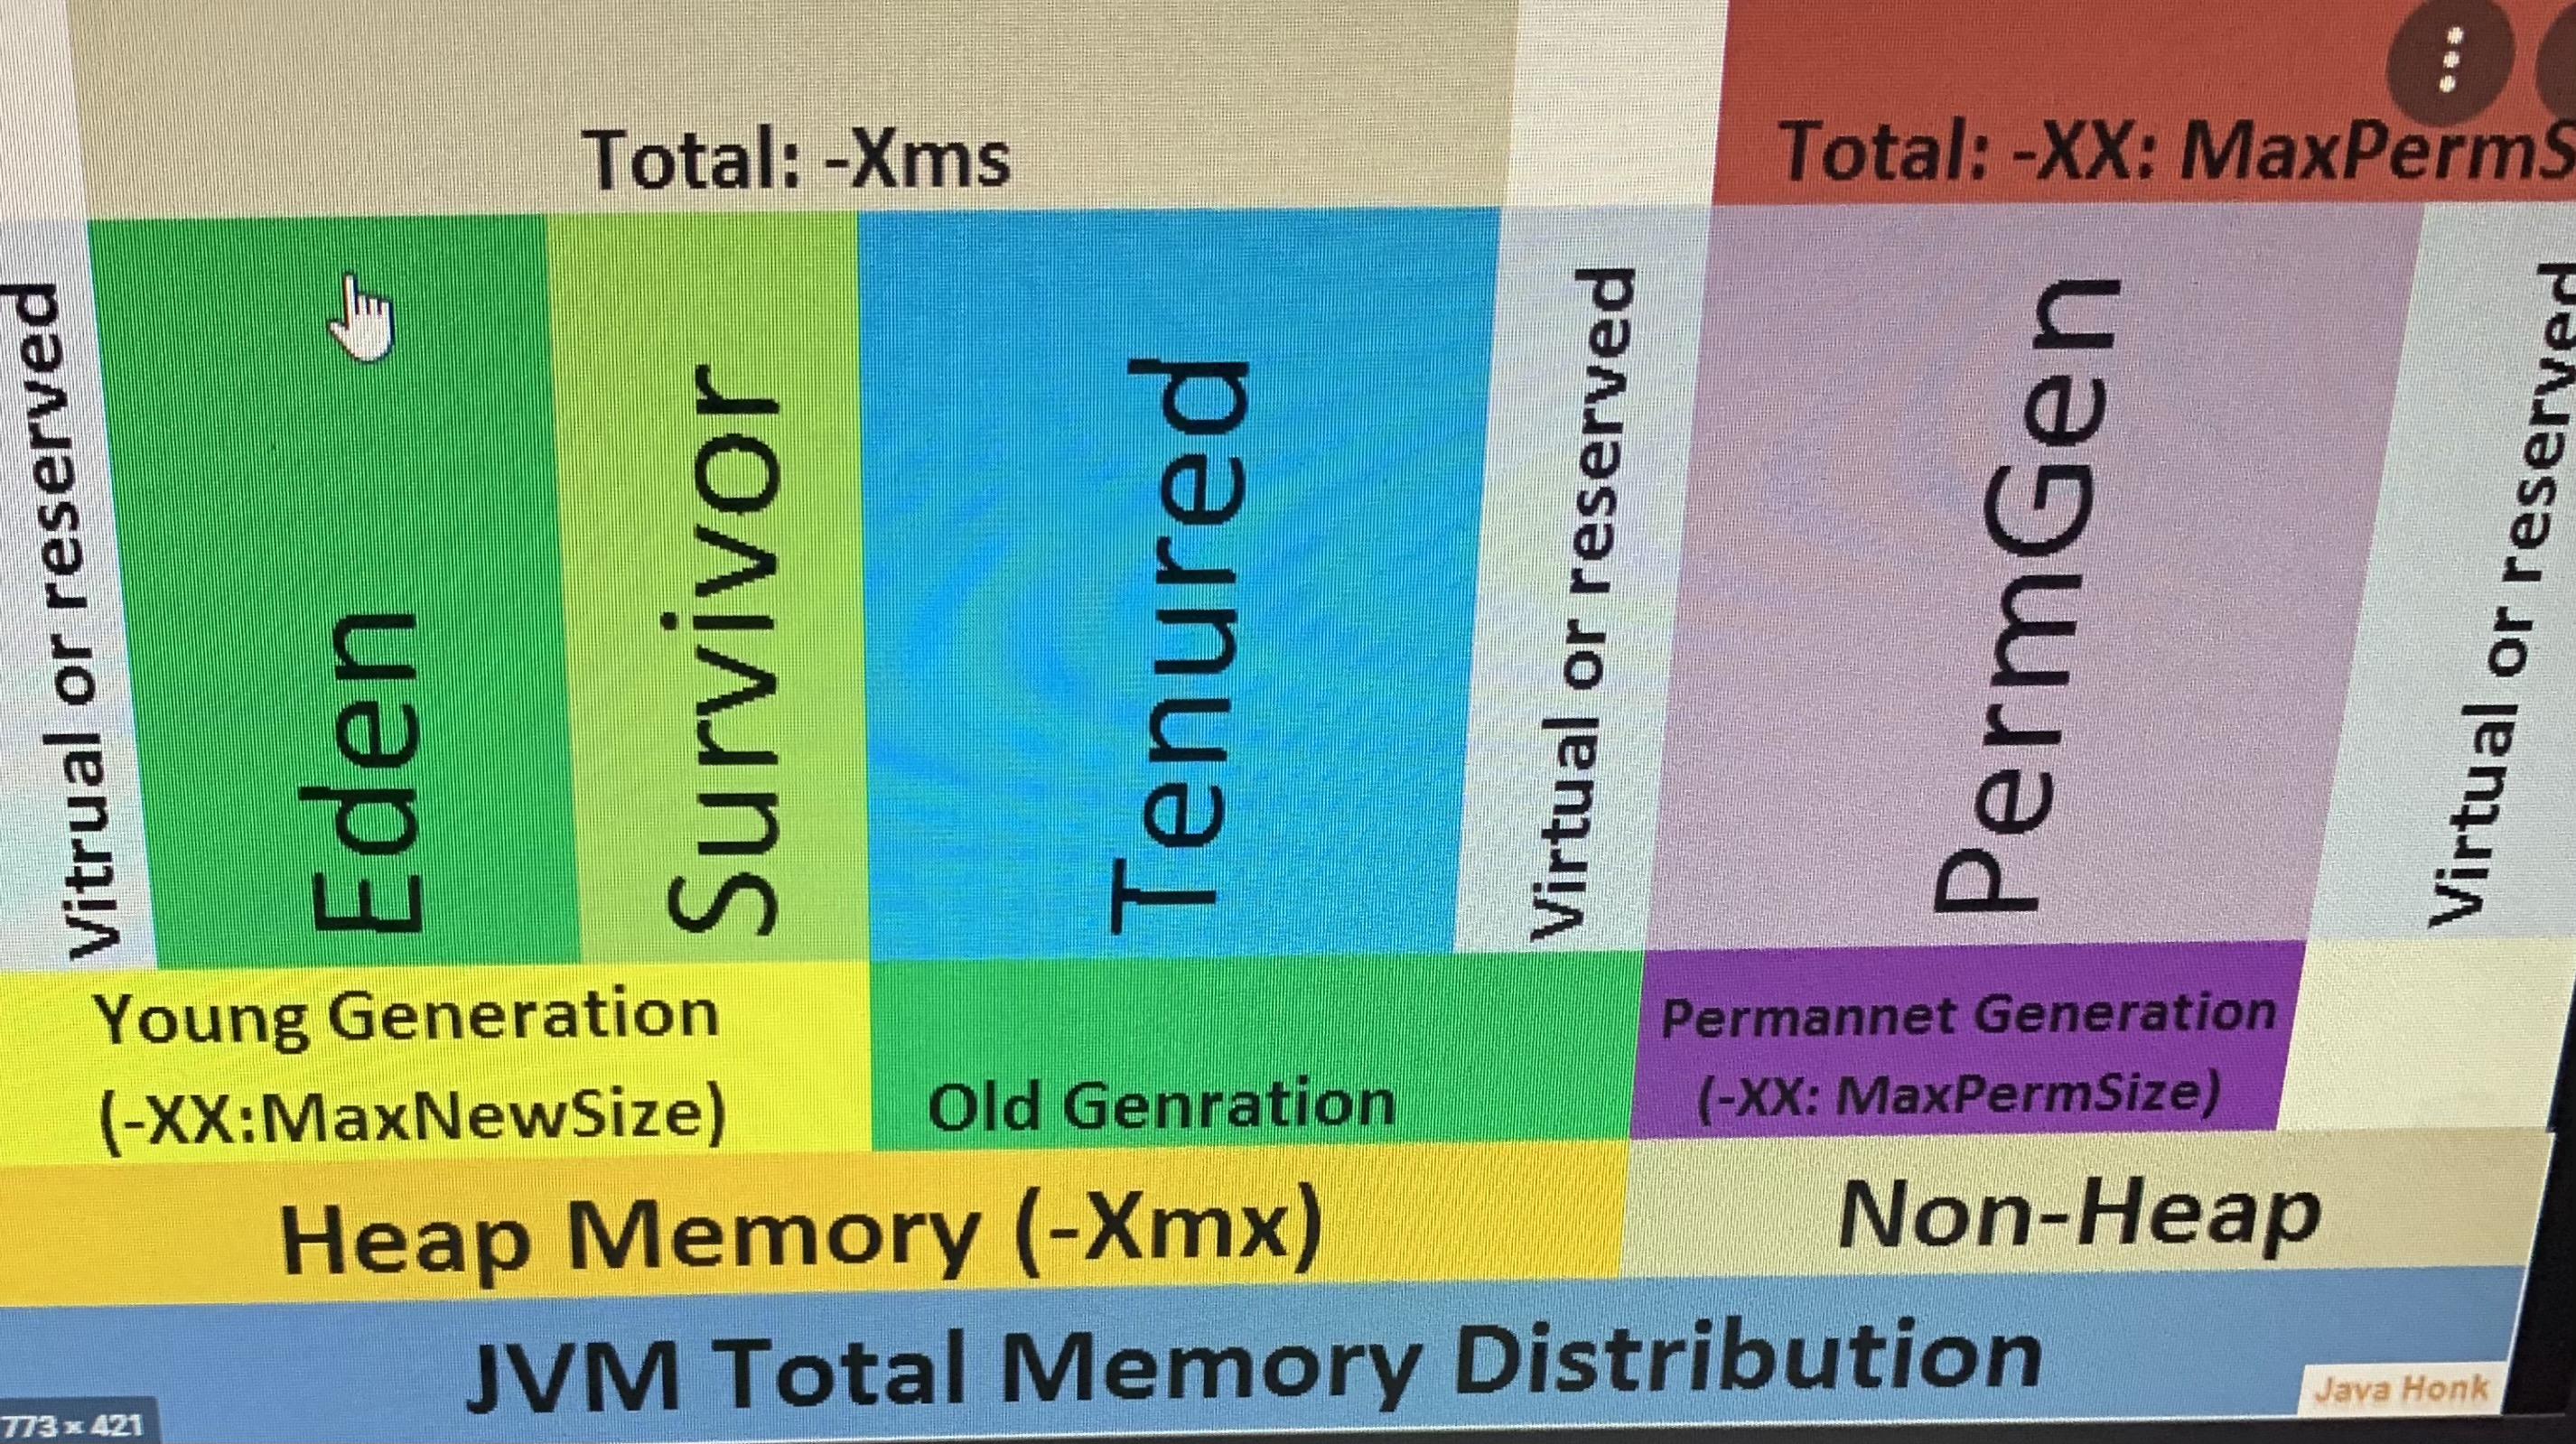 Total: -Xms
Total: -XX: MaxPermS
Vitrual or reserved
Eden
Survivor
Tenured
Virtual or reserved
PermGen
Virtual or reserved
Young Generation
(-XX:MaxNewSize)
Old Genration
Permannet Generation
(-XX: MaxPermSize)
Heap Memory (-Xmx)
Non-Heap
JVM Total Memory Distribution
Java Honk
773 × 421